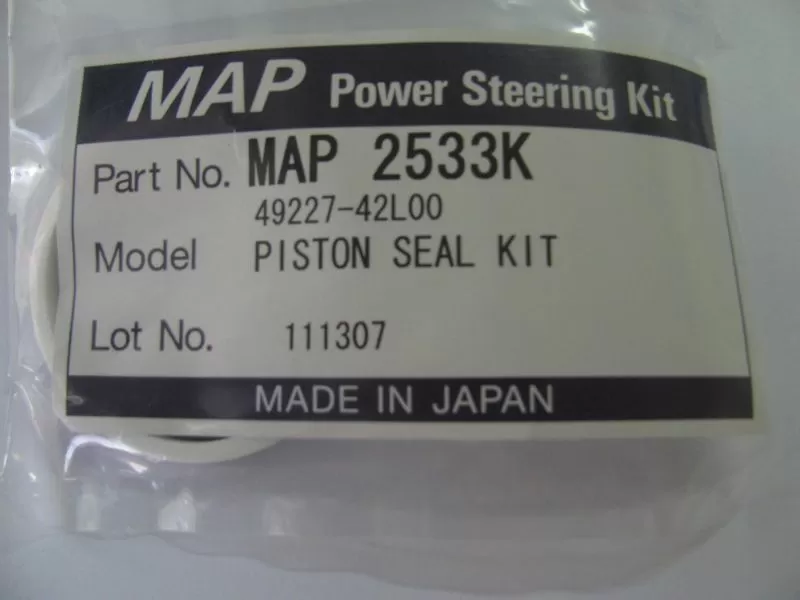 MAP Power Steering Kit
Part No. MAP 2533K
49227-42L00
Model PISTON SEAL KIT
Lot No. 111307
MADE IN JAPAN